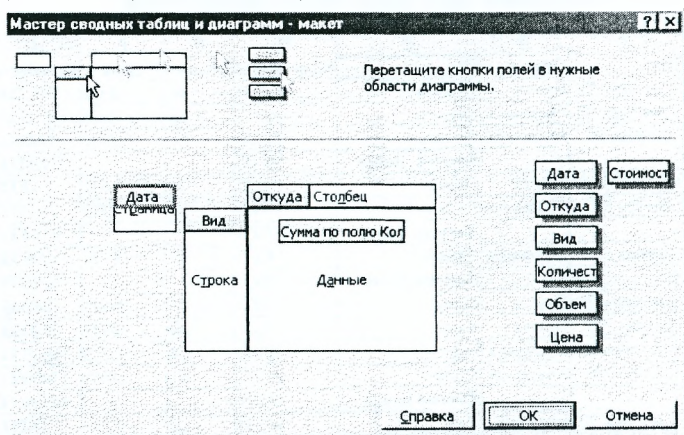 Мастер сводных таблиц и диаграмм - макет
Перетащите кнопки полей в нужные
области диаграммы.
Дата
Страница
Откуда
Столбец
Вид
Сумма по полю Кол
Строка
Данные
Дата
Стоимост
Откуда
Вид
Количест
Объем
Цена
Справка
ОК
Отмена